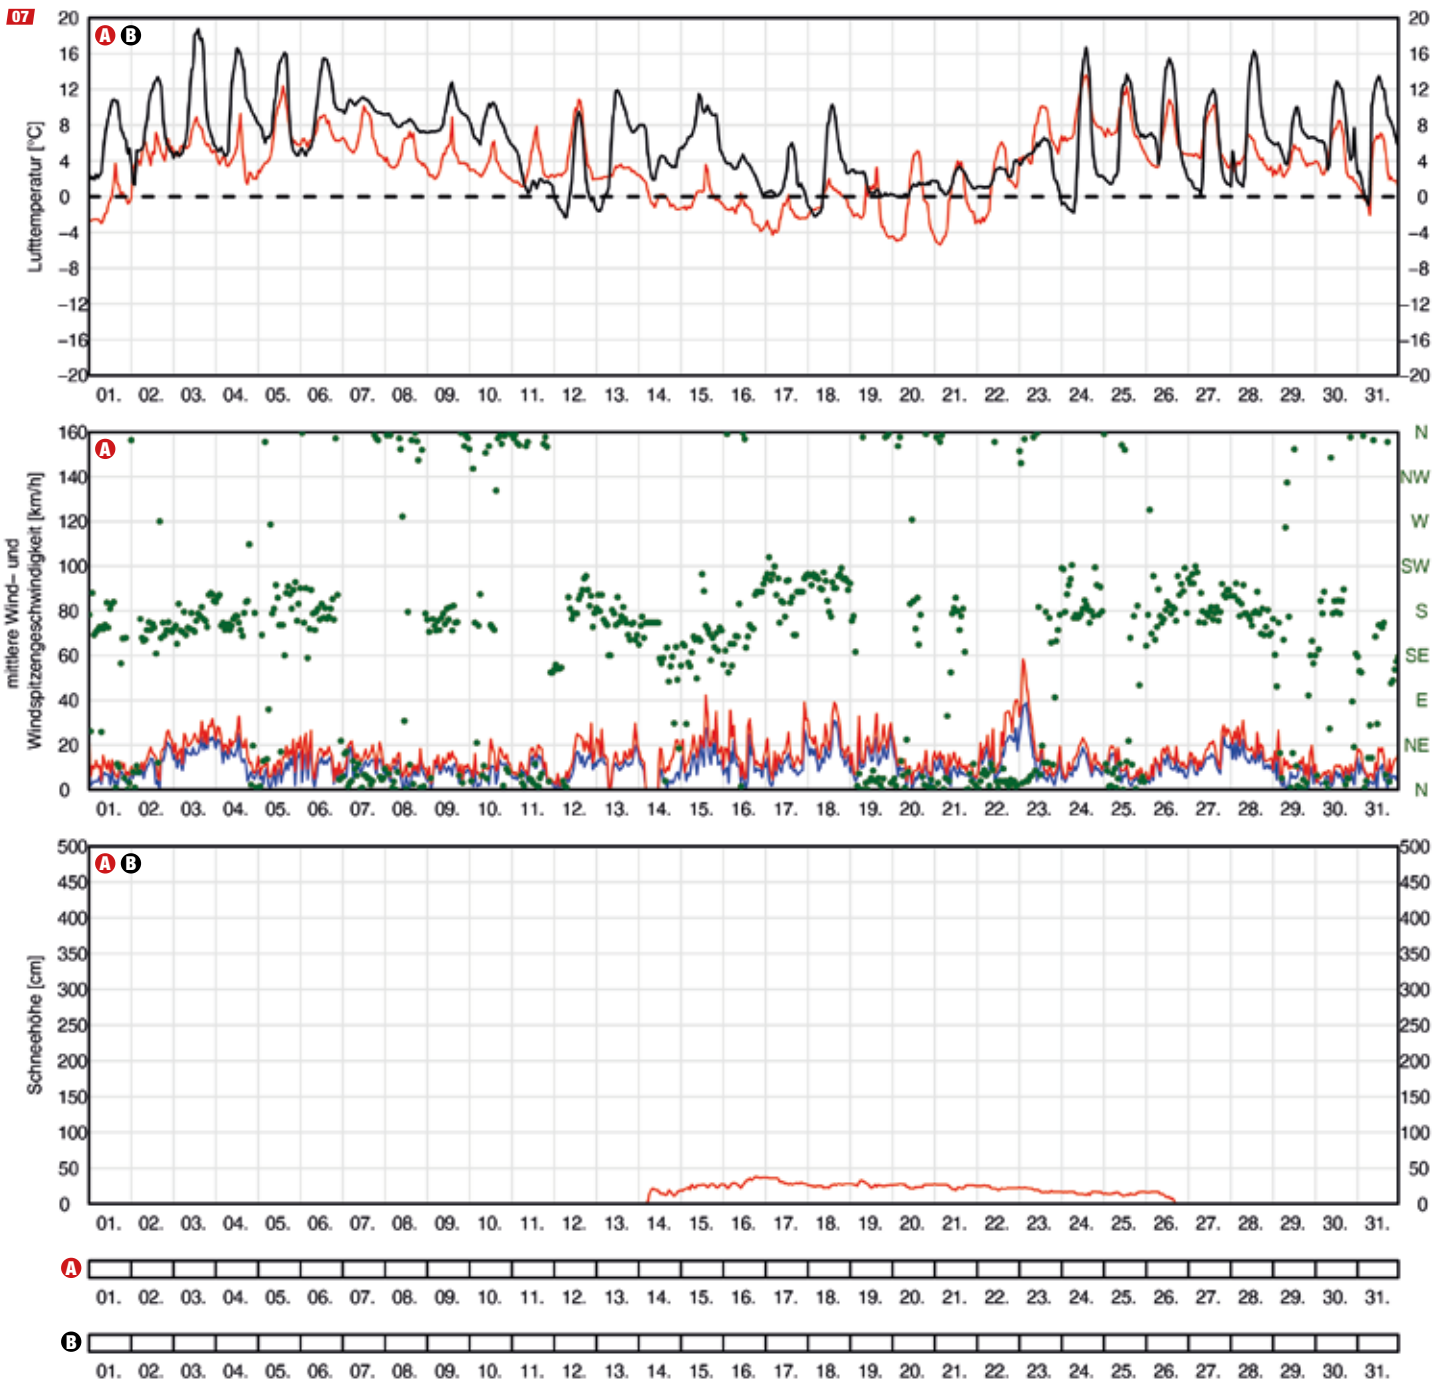 07
A B
Lufttemperatur [°C]
20 20
16 16
12 12
8 8
4 4
0 0
−4 −4
−8 −8
−12 −12
−16 −16
−20 −20
01. 02. 03. 04. 05. 06. 07. 08. 09. 10. 11. 12. 13. 14. 15. 16. 17. 18. 19. 20. 21. 22. 23. 24. 25. 26. 27. 28. 29. 30. 31.
A
mittlere Wind− und
Windspitzengeschwindigkeit [km/h]
160 N
140 NW
120 W
100 SW
80 S
60 SE
40 E
20 NE
0 N
01. 02. 03. 04. 05. 06. 07. 08. 09. 10. 11. 12. 13. 14. 15. 16. 17. 18. 19. 20. 21. 22. 23. 24. 25. 26. 27. 28. 29. 30. 31.
A B
Schneehöhe [cm]
500 500
450 450
400 400
350 350
300 300
250 250
200 200
150 150
100 100
50 50
0 0
01. 02. 03. 04. 05. 06. 07. 08. 09. 10. 11. 12. 13. 14. 15. 16. 17. 18. 19. 20. 21. 22. 23. 24. 25. 26. 27. 28. 29. 30. 31.
A
01. 02. 03. 04. 05. 06. 07. 08. 09. 10. 11. 12. 13. 14. 15. 16. 17. 18. 19. 20. 21. 22. 23. 24. 25. 26. 27. 28. 29. 30. 31.
B
01. 02. 03. 04. 05. 06. 07. 08. 09. 10. 11. 12. 13. 14. 15. 16. 17. 18. 19. 20. 21. 22. 23. 24. 25. 26. 27. 28. 29. 30. 31.